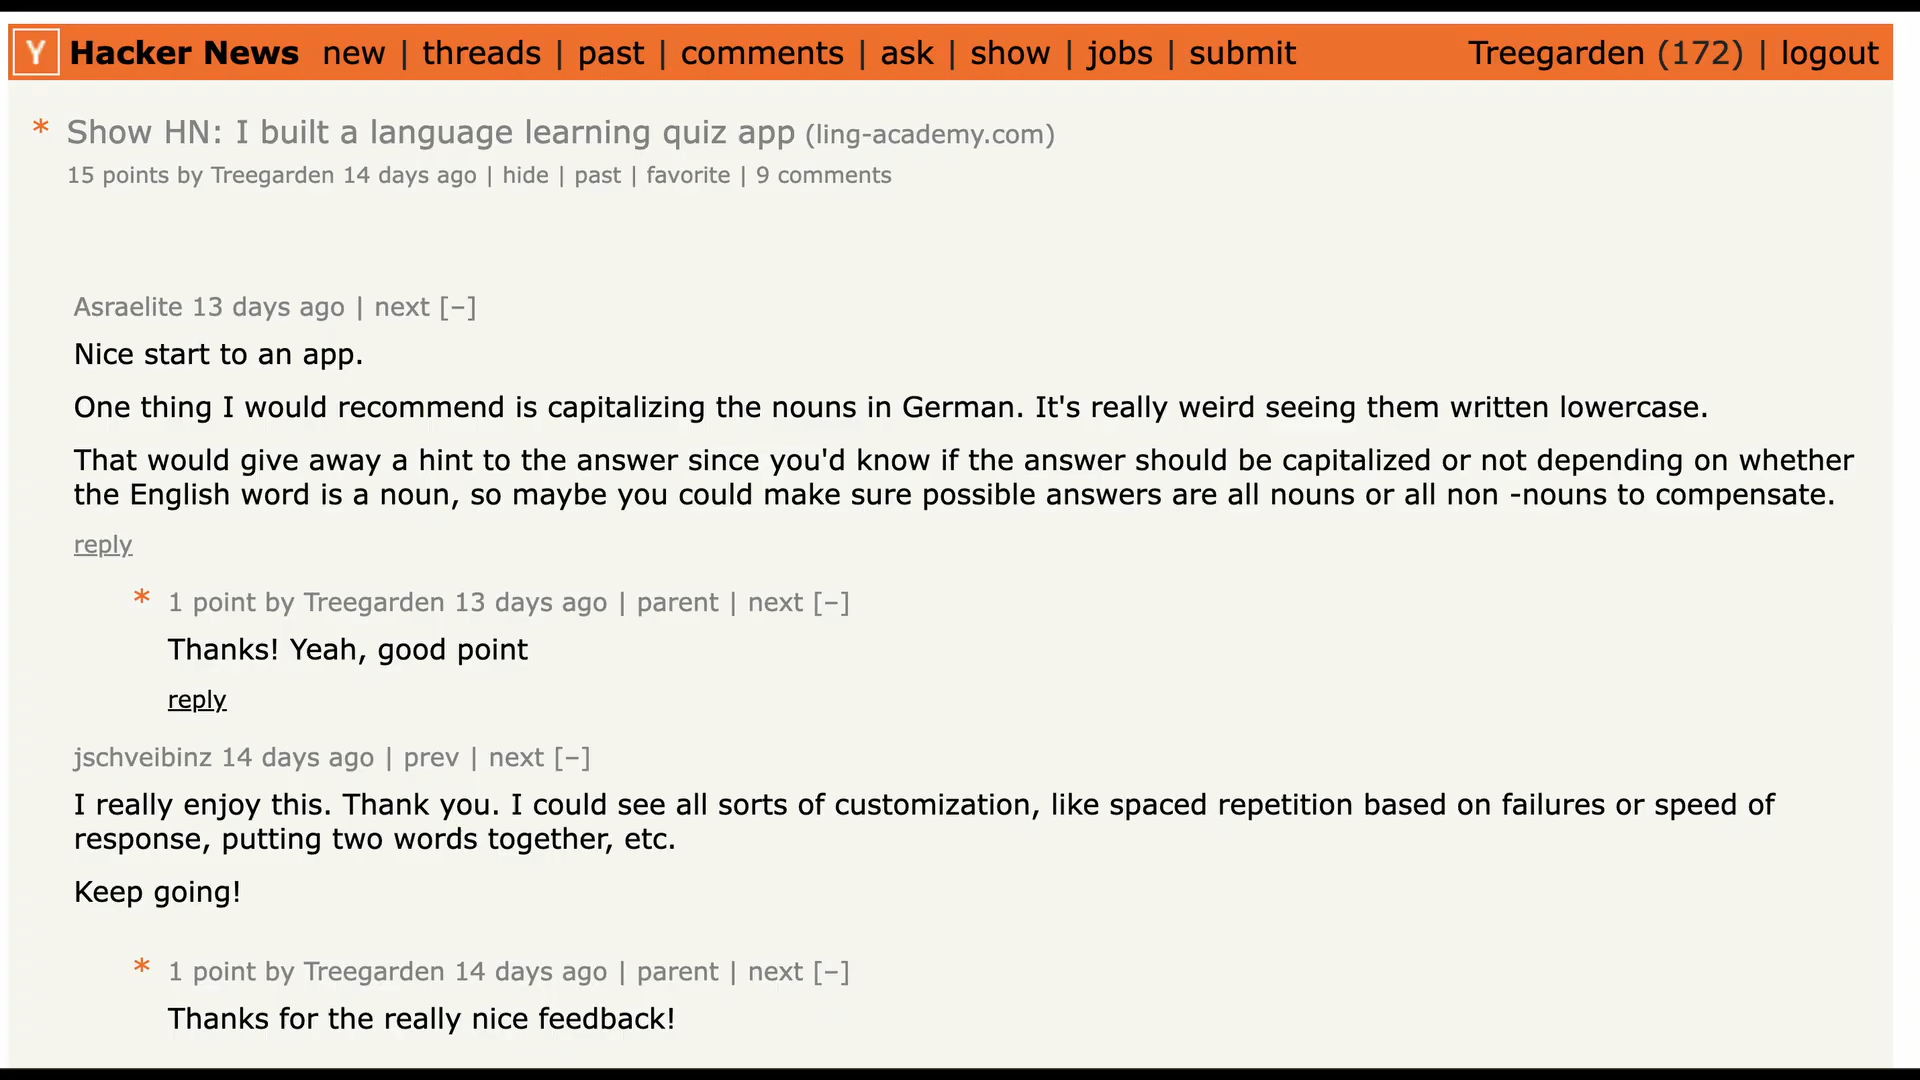 Y Hacker News new | threads | past | comments | ask | show | jobs | submit Treegarden (172) | logout
* Show HN: I built a language learning quiz app (ling-academy.com)
15 points by Treegarden 14 days ago | hide | past | favorite | 9 comments
Asraelite 13 days ago | next [–]
Nice start to an app.
One thing I would recommend is capitalizing the nouns in German. It's really weird seeing them written lowercase.
That would give away a hint to the answer since you'd know if the answer should be capitalized or not depending on whether
the English word is a noun, so maybe you could make sure possible answers are all nouns or all non -nouns to compensate.
reply
* 1 point by Treegarden 13 days ago | parent | next [–]
Thanks! Yeah, good point
reply
jschveibinz 14 days ago | prev | next [–]
I really enjoy this. Thank you. I could see all sorts of customization, like spaced repetition based on failures or speed of
response, putting two words together, etc.
Keep going!
* 1 point by Treegarden 14 days ago | parent | next [–]
Thanks for the really nice feedback!